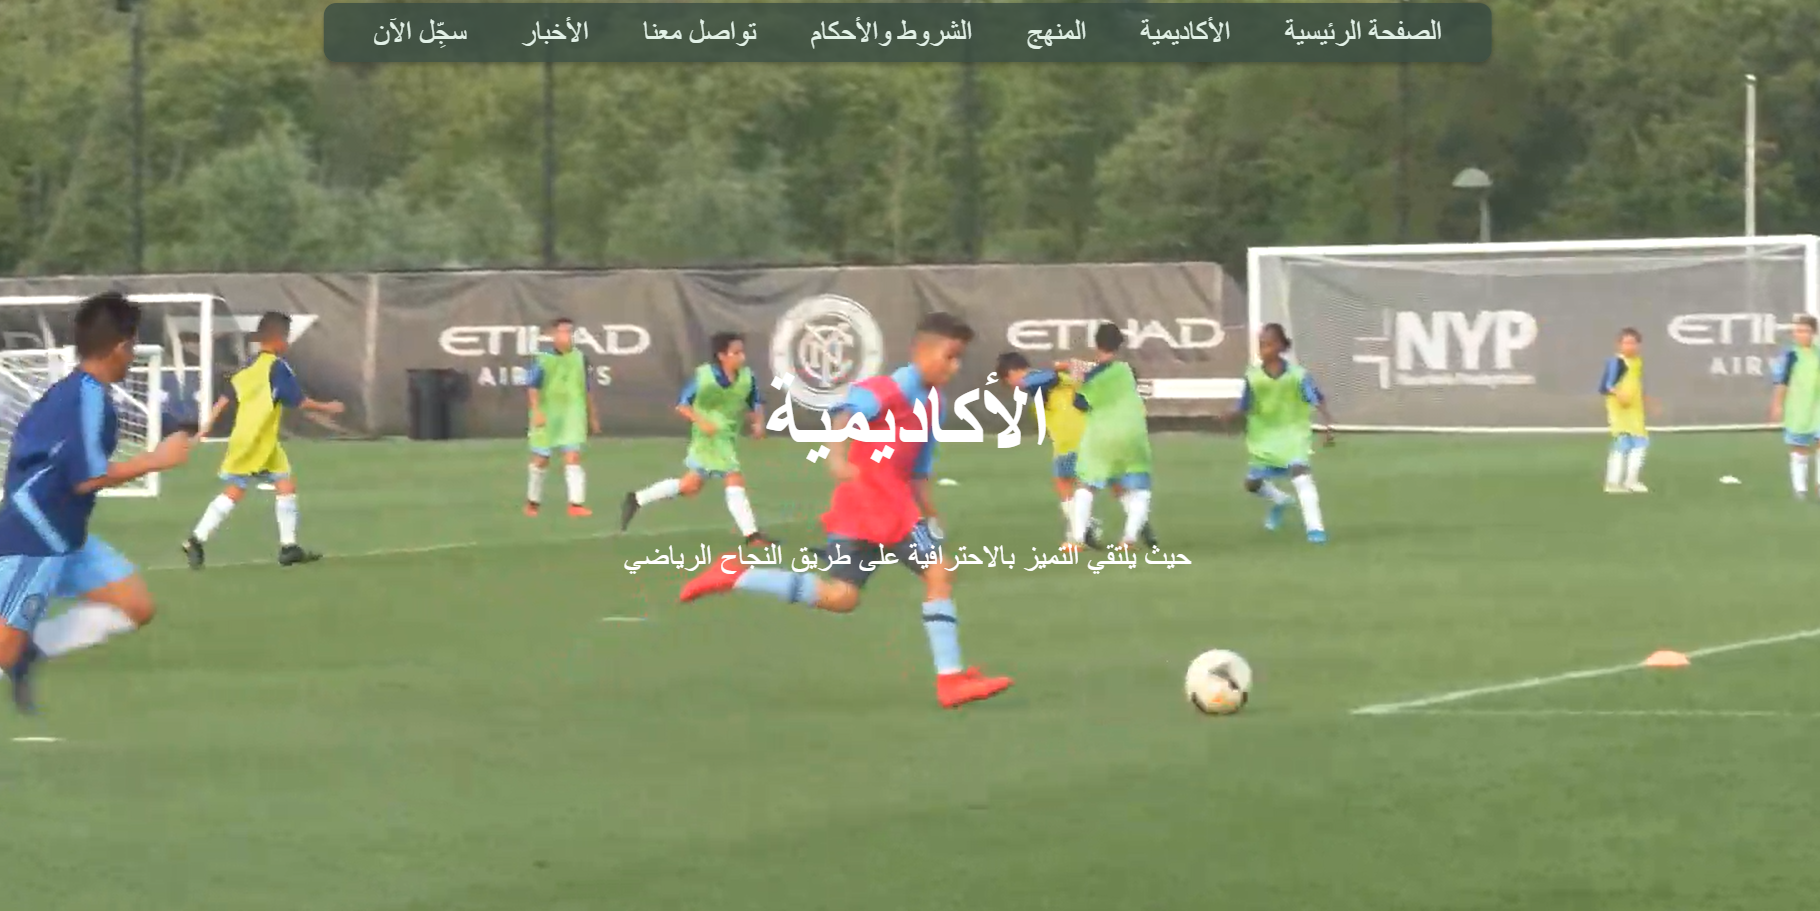 الصفحة الرئيسية الأكاديمية المنهج الشروط والأحكام تواصل معنا الأخبار سجِّل الآن
ETIHAD
ETIHAD
NYP
الأكاديمية
حيث يلتقي التميز بالاحترافية على طريق النجاح الرياضي